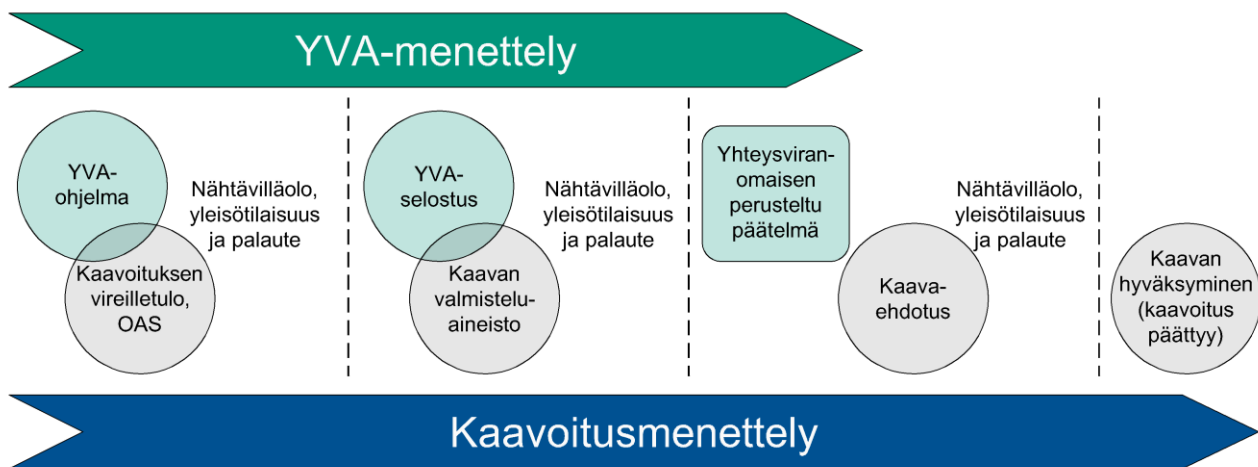 YVA-menettely
YVA-
ohjelma
Kaavoituksen
vireilletulo,
OAS
Nähtävilläolo,
yleisötilaisuus
ja palaute
YVA-
selostus
Kaavan
valmistelu-
aineisto
Nähtävilläolo,
yleisötilaisuus
ja palaute
Yhteysviran-
omaisen
perusteltu
päätelmä
Kaava-
ehdotus
Nähtävilläolo,
yleisötilaisuus
ja palaute
Kaavan
hyväksyminen
(kaavoitus
päättyy)
Kaavoitusmenettely